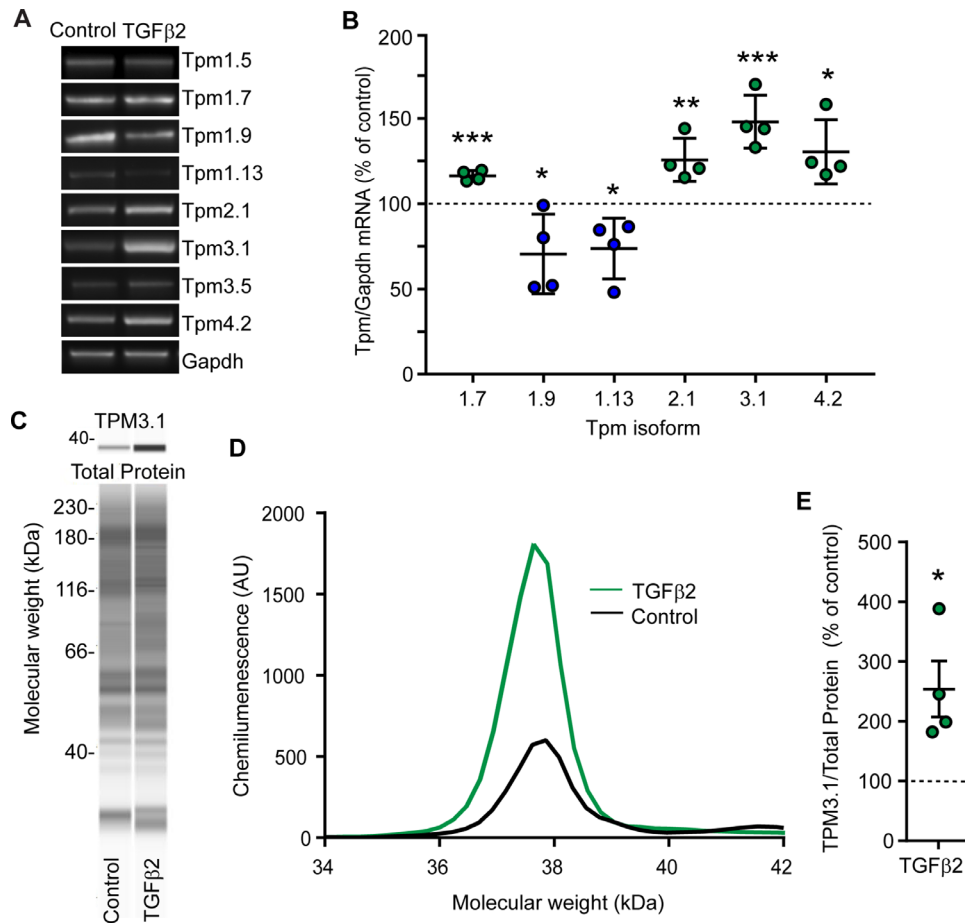 A
Control TGFβ2
Tpm1.5
Tpm1.7
Tpm1.9
Tpm1.13
Tpm2.1
Tpm3.1
Tpm3.5
Tpm4.2
Gapdh
B
Tpm/Gapdh mRNA (% of control)
200
150
100
50
0
***
*
*
**
***
*
1.7 1.9 1.13 2.1 3.1 4.2
Tpm isoform
C
TPM3.1
40-
Total Protein
Molecular weight (kDa)
230-
180-
116-
66-
40-
Control
TGFβ2
D
Chemilumenescence (AU)
2000
1500
1000
500
0
TGFβ2
Control
34 36 38 40 42
Molecular weight (kDa)
E
TPM3.1/Total Protein (% of control)
500
400
300
200
100
0
*
TGFβ2